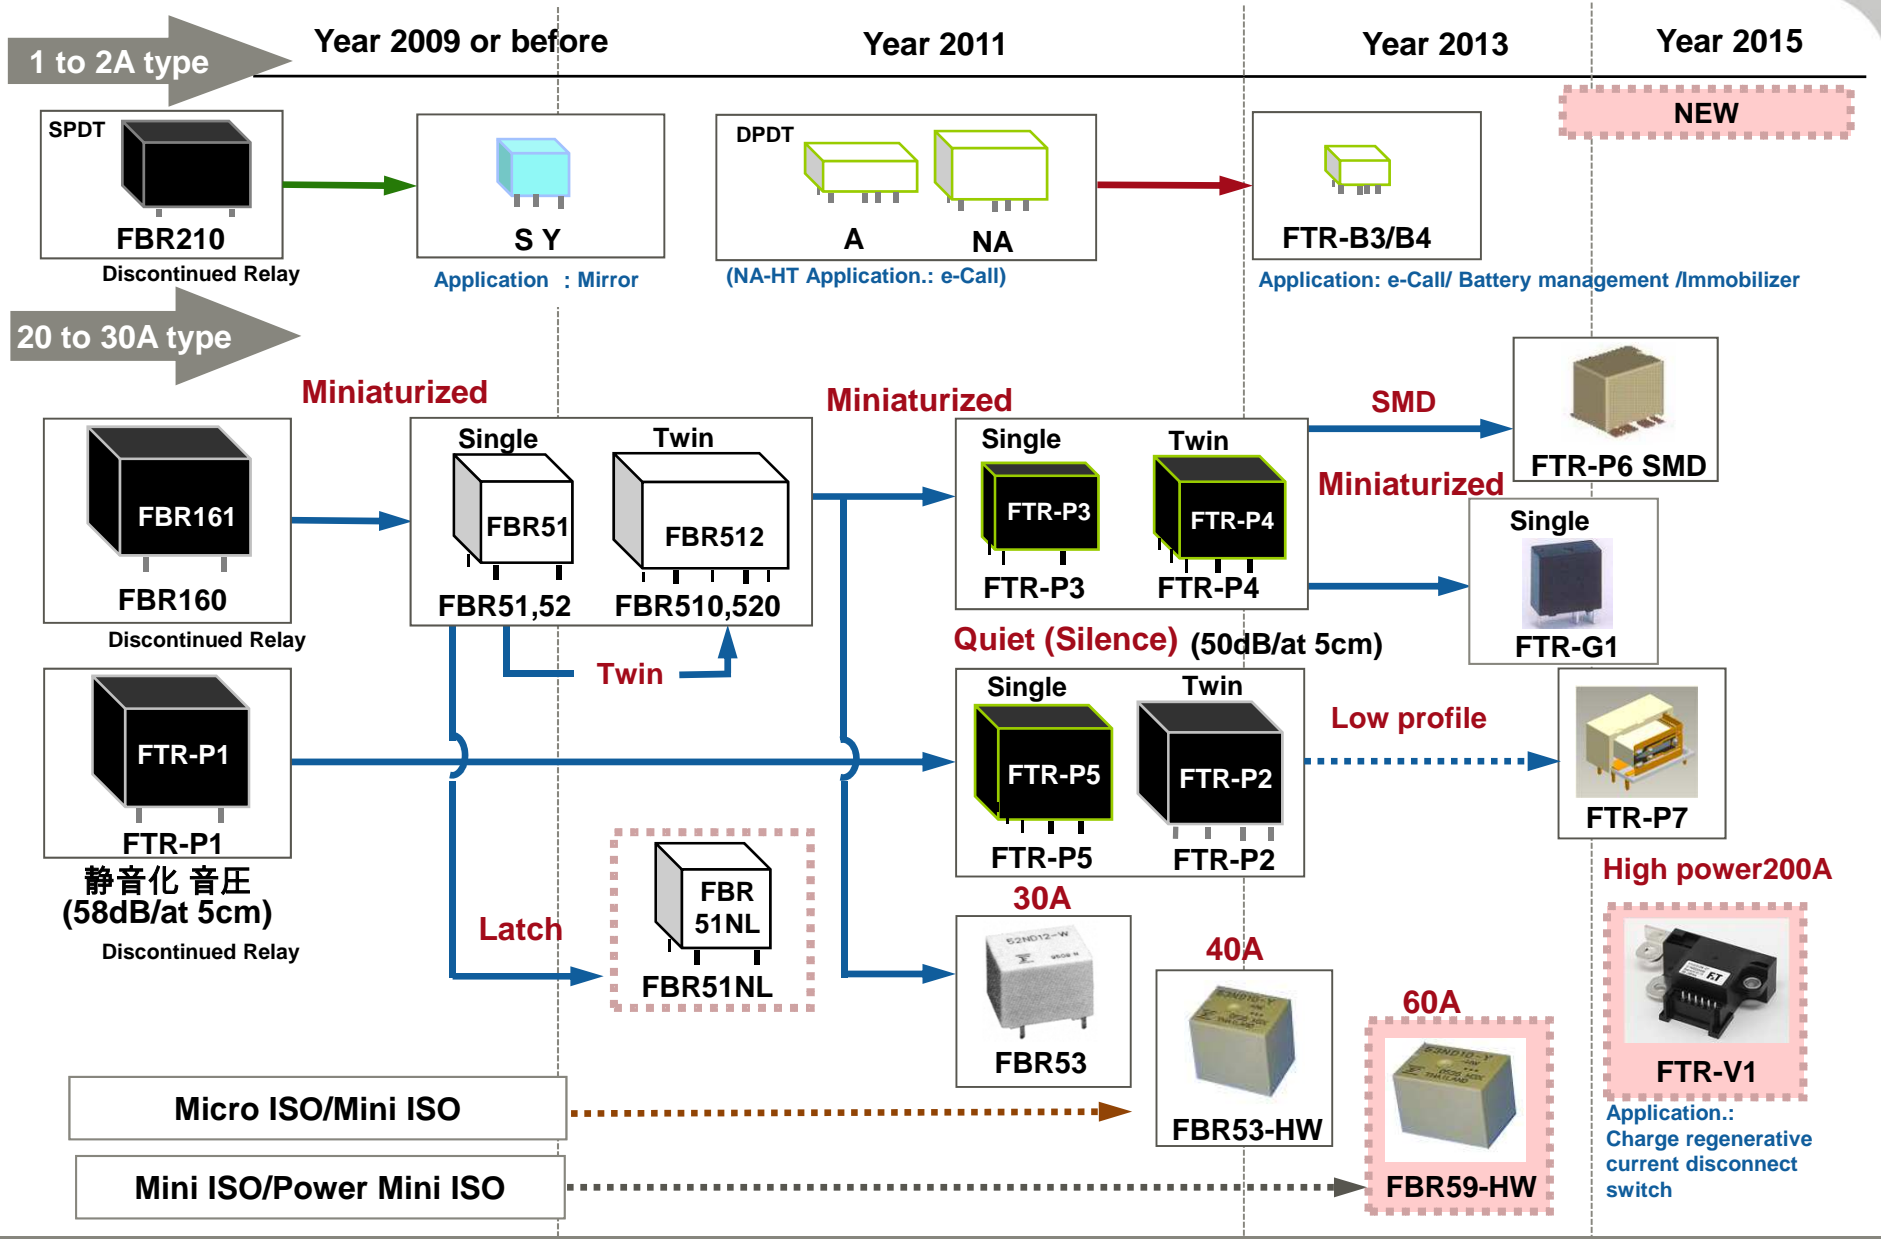 1 to 2A type
Year 2009 or before
Year 2011
Year 2013
Year 2015
NEW
SPDT
FBR210
Discontinued Relay
S Y
Application : Mirror
DPDT
A
NA
(NA-HT Application.: e-Call)
FTR-B3/B4
Application: e-Call/ Battery management /Immobilizer
20 to 30A type
Miniaturized
FBR161
FBR160
Discontinued Relay
Single
Twin
FBR51
FBR512
FBR51,52
FBR510,520
Twin
Miniaturized
Single
Twin
FTR-P3
FTR-P4
FTR-P3
FTR-P4
SMD
FTR-P6 SMD
Miniaturized
Single
FTR-G1
FTR-P1
FTR-P1
静音化 音圧
(58dB/at 5cm)
Discontinued Relay
Quiet (Silence) (50dB/at 5cm)
Single
Twin
FTR-P5
FTR-P2
FTR-P5
FTR-P2
Low profile
FTR-P7
Latch
FBR
51NL
FBR51NL
30A
52ND12-W
FBR53
40A
53ND10-Y
THAILAND
FBR53-HW
60A
53ND10-Y
THAILAND
FBR59-HW
High power200A
FTR-V1
Application.:
Charge regenerative
current disconnect
switch
Micro ISO/Mini ISO
Mini ISO/Power Mini ISO